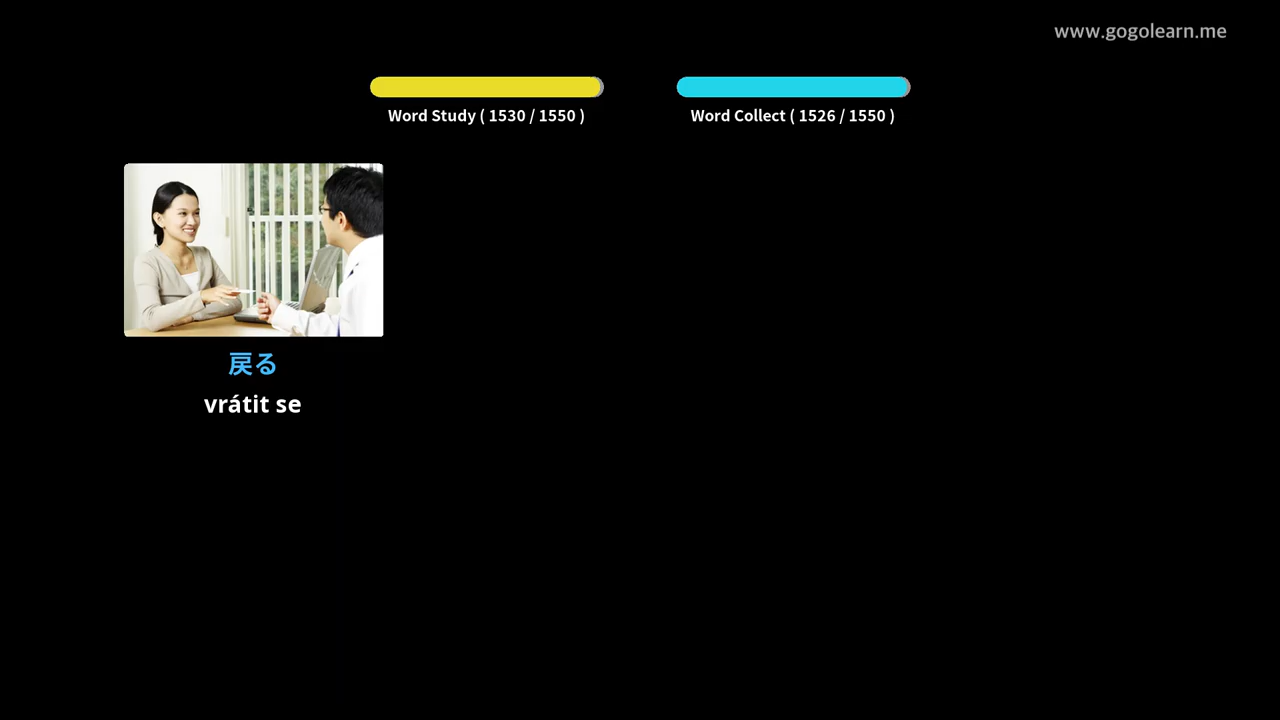 www.gogolearn.me
Word Study ( 1530 / 1550 )
Word Collect ( 1526 / 1550 )
戻る
vrátit se